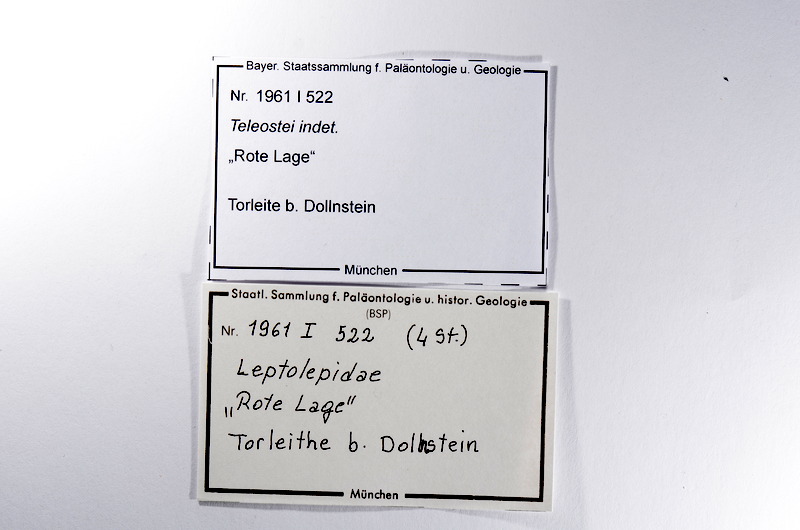 Bayer. Staatssammlung f. Paläontologie u. Geologie
Nr. 1961 I 522
Teleostei indet.
„Rote Lage“
Torleite b. Dollnstein
München
Staatl. Sammlung f. Paläontologie u. histor. Geologie
(BSP)
Nr. 1961 I 522 (4 St.)
Leptolepidae
„Rote Lage"
Torleithe b. Dollnstein
München